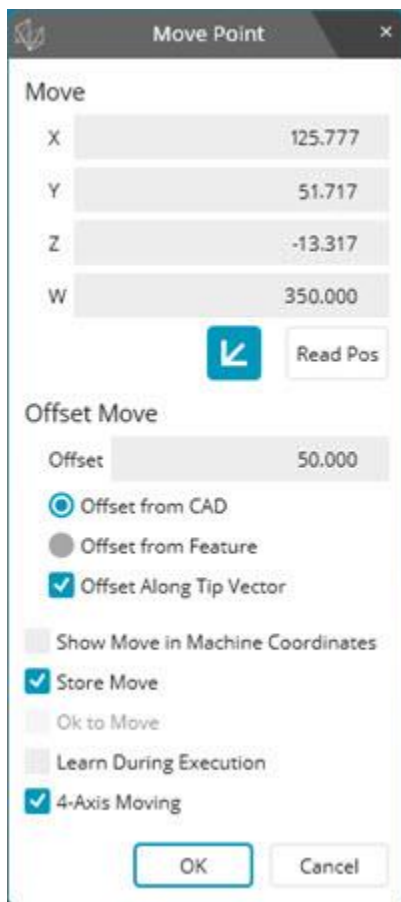 Move Point
Move
X 125.777
Y 51.717
Z -13.317
W 350.000
Read Pos
Offset Move
Offset 50.000
Offset from CAD
Offset from Feature
Offset Along Tip Vector
Show Move in Machine Coordinates
Store Move
Ok to Move
Learn During Execution
4-Axis Moving
OK Cancel